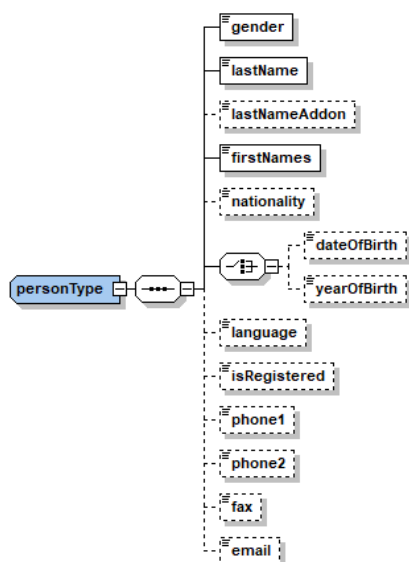 gender
lastName
lastNameAddon
firstNames
nationality
dateOfBirth
personType
yearOfBirth
language
isRegistered
phone1
phone2
fax
email